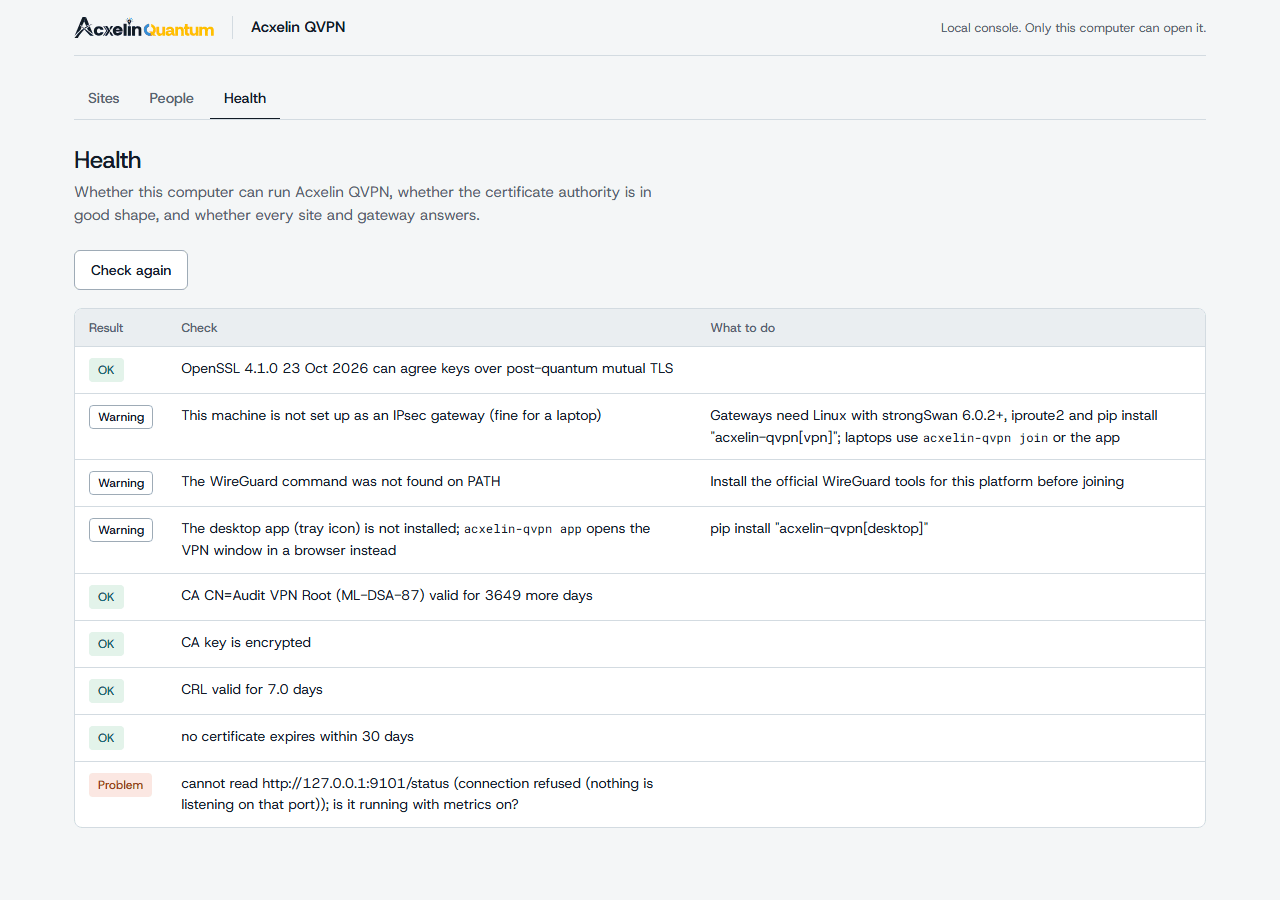 Acxelin Quantum
Acxelin QVPN
Local console. Only this computer can open it.
Sites
People
Health
Health
Whether this computer can run Acxelin QVPN, whether the certificate authority is in
good shape, and whether every site and gateway answers.
Check again
Result
Check
What to do
OK
OpenSSL 4.1.0 23 Oct 2026 can agree keys over post-quantum mutual TLS
Warning
This machine is not set up as an IPsec gateway (fine for a laptop)
Gateways need Linux with strongSwan 6.0.2+, iproute2 and pip install
"acxelin-qvpn[vpn]"; laptops use acxelin-qvpn join or the app
Warning
The WireGuard command was not found on PATH
Install the official WireGuard tools for this platform before joining
Warning
The desktop app (tray icon) is not installed; acxelin-qvpn app opens the
VPN window in a browser instead
pip install "acxelin-qvpn[desktop]"
OK
CA CN=Audit VPN Root (ML-DSA-87) valid for 3649 more days
OK
CA key is encrypted
OK
CRL valid for 7.0 days
OK
no certificate expires within 30 days
Problem
cannot read http://127.0.0.1:9101/status (connection refused (nothing is
listening on that port)); is it running with metrics on?